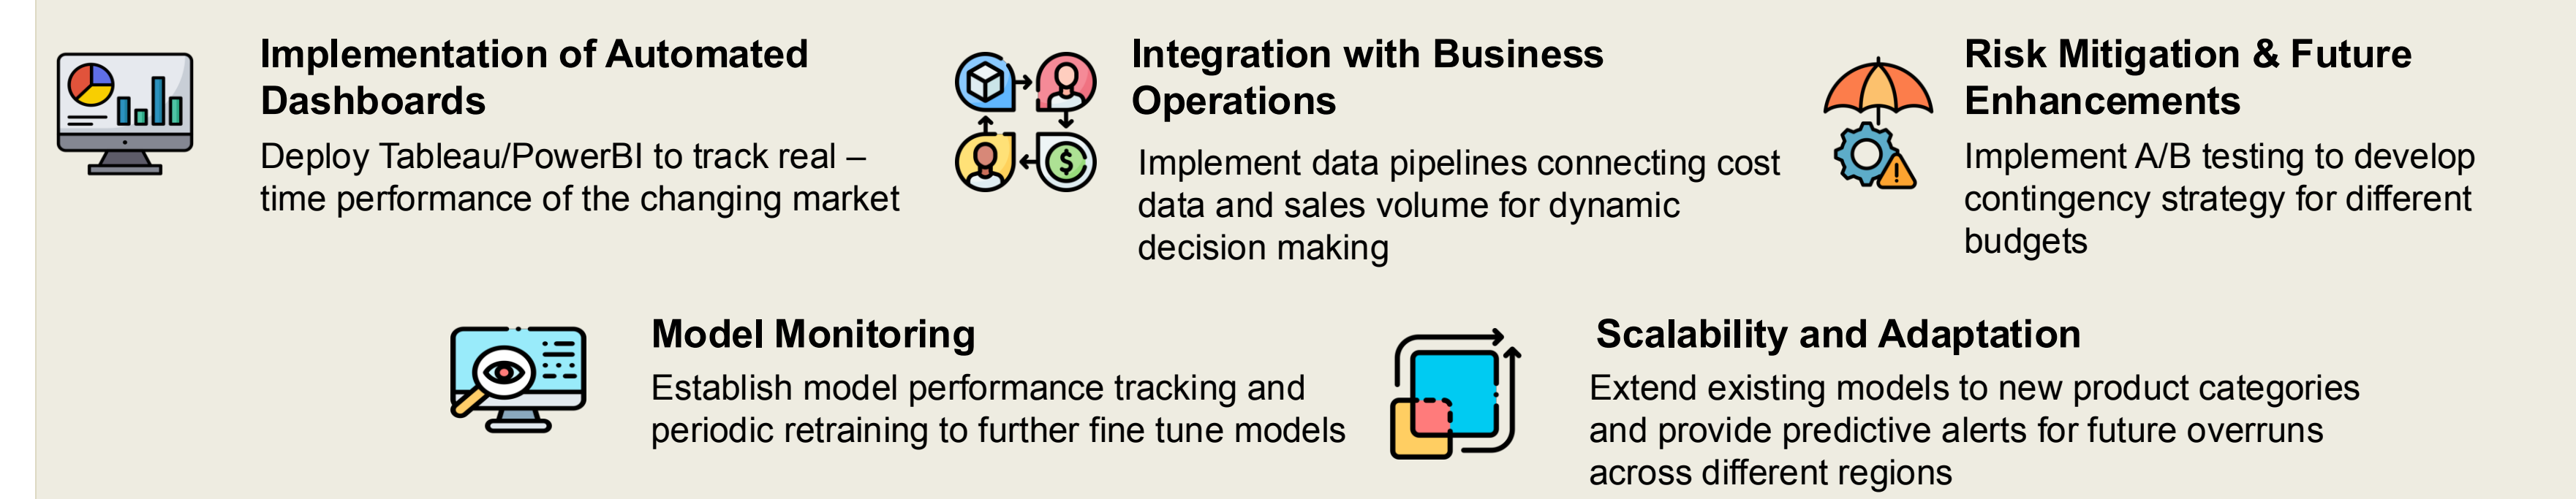 Implementation of Automated
Dashboards
Deploy Tableau/PowerBI to track real –
time performance of the changing market
Integration with Business
Operations
Implement data pipelines connecting cost
data and sales volume for dynamic
decision making
Risk Mitigation & Future
Enhancements
Implement A/B testing to develop
contingency strategy for different
budgets
Model Monitoring
Establish model performance tracking and
periodic retraining to further fine tune models
Scalability and Adaptation
Extend existing models to new product categories
and provide predictive alerts for future overruns
across different regions